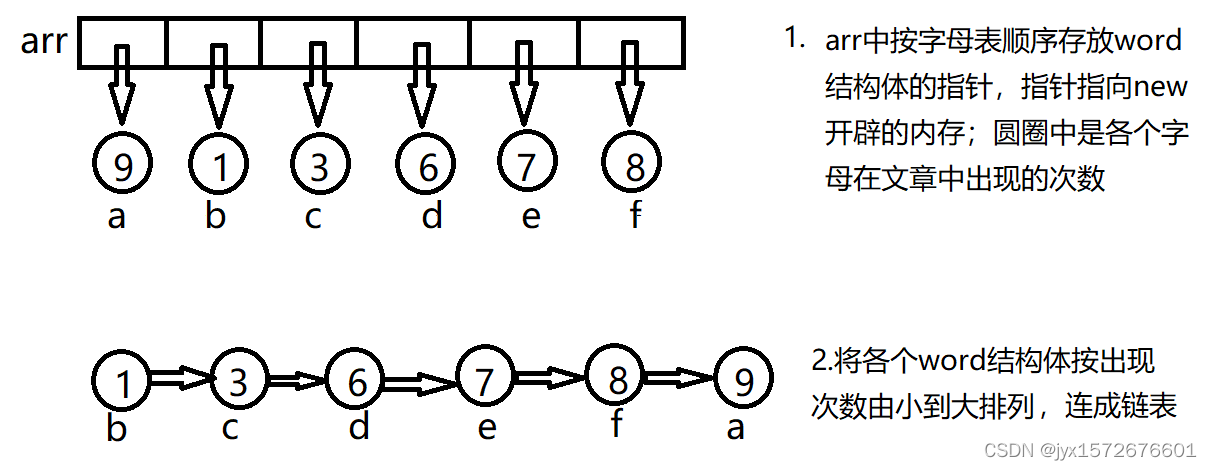 arr
9 1 3 6 7 8
a b c d e f
1. arr中按字母表顺序存放word
结构体的指针，指针指向new
开辟的内存；圆圈中是各个字
母在文章中出现的次数
1 3 6 7 8 9
b c d e f a
2.将各个word结构体按出现
次数由小到大排列，连成链表
CSDN @jyx1572676601